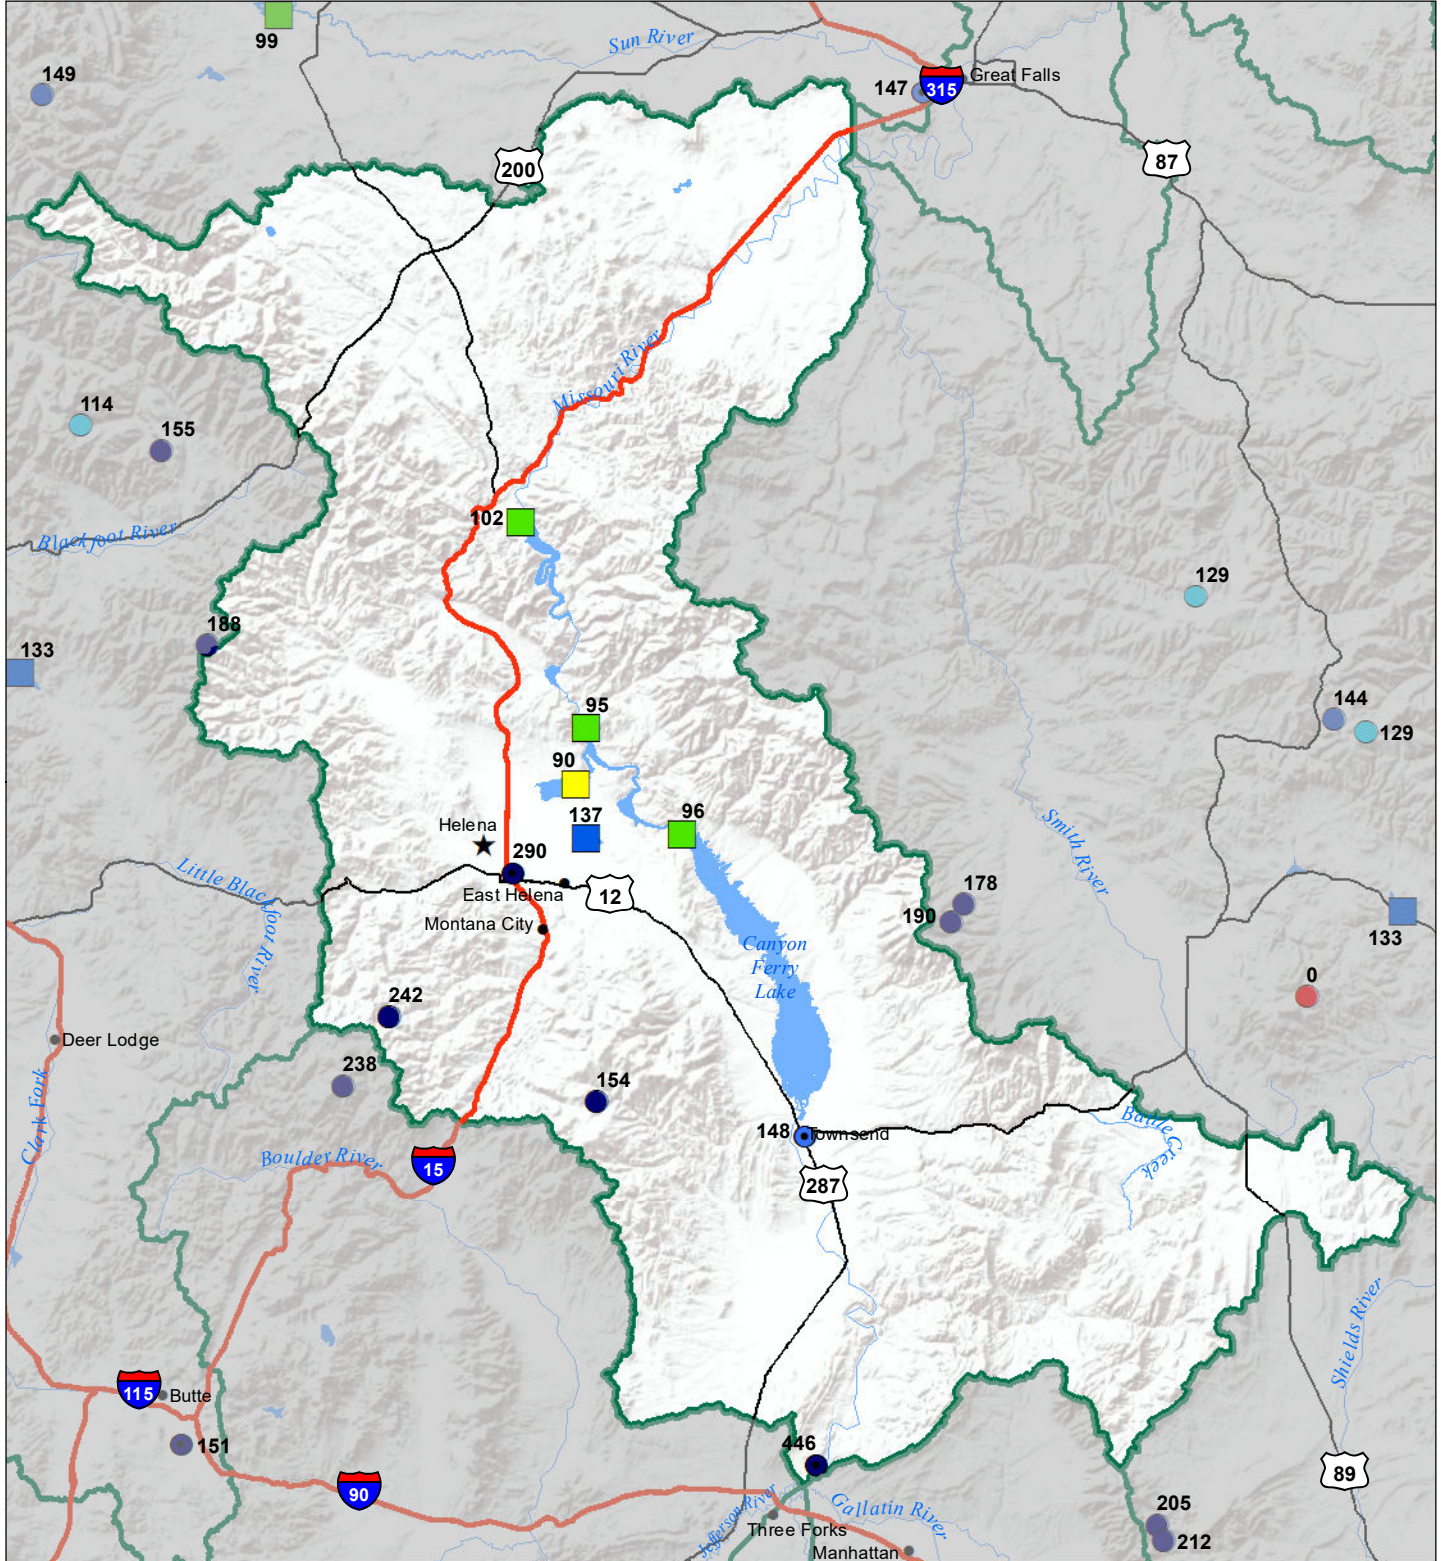 99
Sun River
149
147
315
Great Falls
200
87
Missouri River
114
155
102
Blackfoot River
129
188
133
95
144
129
90
137
96
Helena
290
Smith River
Little Blackfoot River
East Helena
12
178
190
Montana City
133
Canyon
Ferry
Lake
0
242
Deer Lodge
238
154
Clark Fork
148
Townsend
Battle Creek
Boulder River
15
287
Shields River
115
Butte
151
446
89
90
Jefferson River
Gallatin River
205
Three Forks
212
Manhattan